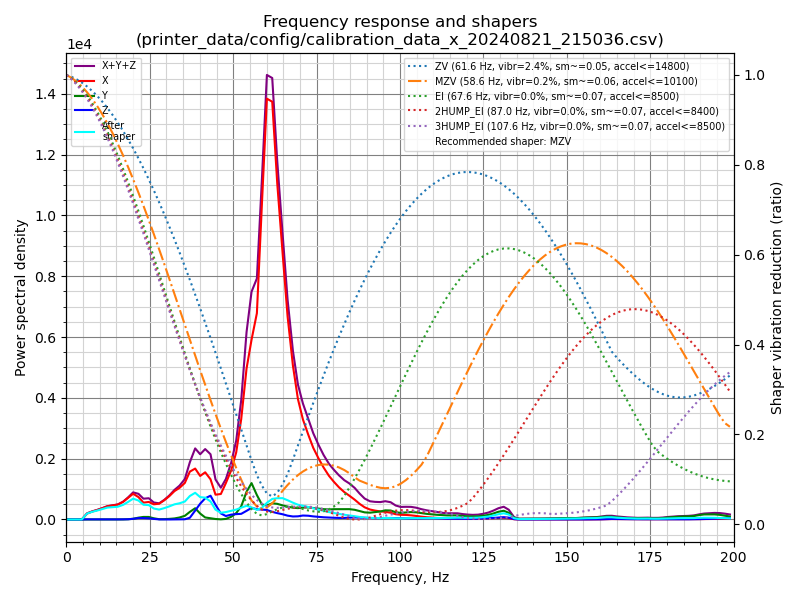 Frequency response and shapers
(printer_data/config/calibration_data_x_20240821_215036.csv)
1e4
X+Y+Z
X
Y
Z
After
shaper
ZV (61.6 Hz, vibr=2.4%, sm~=0.05, accel<=14800)
MZV (58.6 Hz, vibr=0.2%, sm~=0.06, accel<=10100)
EI (67.6 Hz, vibr=0.0%, sm~=0.07, accel<=8500)
2HUMP_EI (87.0 Hz, vibr=0.0%, sm~=0.07, accel<=8400)
3HUMP_EI (107.6 Hz, vibr=0.0%, sm~=0.07, accel<=8500)
Recommended shaper: MZV
1.4
1.2
1.0
0.8
0.6
0.4
0.2
0.0
Power spectral density
1.0
0.8
0.6
0.4
0.2
0.0
Shaper vibration reduction (ratio)
0 25 50 75 100 125 150 175 200
Frequency, Hz